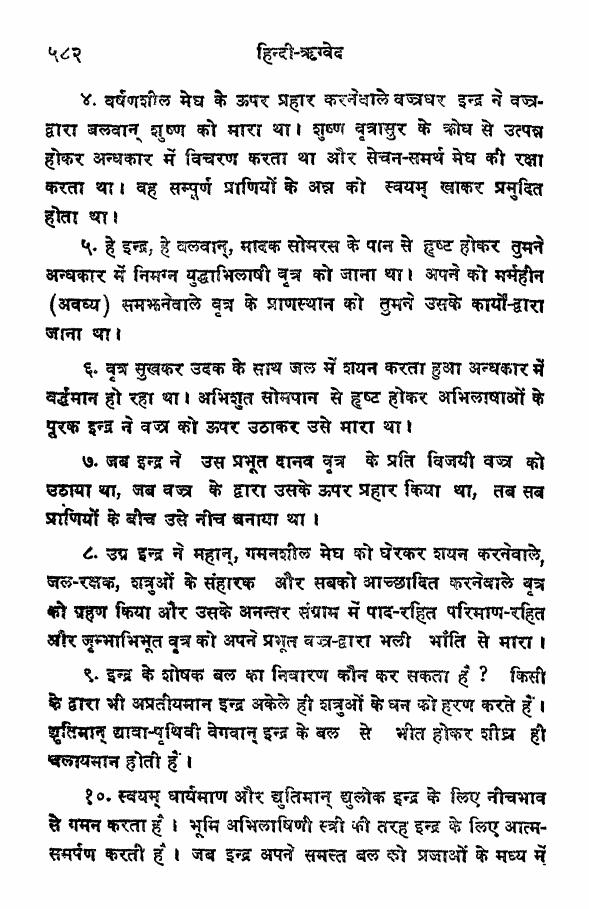 ५८२ हिन्दी-ऋग्वेद
४. वर्षणशील मेघ के ऊपर प्रहार करनेवाले वज्रधर इन्द्र ने वज्र-
द्वारा बलवान् शुष्ण को मारा था। शुष्ण वृत्रासुर के क्रोध से उत्पन्न
होकर अन्धकार में विचरण करता था और सेचन-समर्थ मेघ की रक्षा
करता था। वह सम्पूर्ण प्राणियों के अन्न को स्वयम् खाकर प्रमुदित
होता था।
५. हे इन्द्र, हे बलवान्, मादक सोमरस के पान से हृष्ट होकर तुमने
अन्धकार में निमग्न युद्धाभिलाषी वृत्र को जाना था। अपने को मर्महीन
(अवध्य) समझनेवाले वृत्र के प्राणस्थान को तुमने उसके कार्यों-द्वारा
जाना था।
६. वृत्र सुखकर उदक के साथ जल में शयन करता हुआ अन्धकार में
वर्द्धमान हो रहा था। अभिशुत सोमपान से हृष्ट होकर अभिलाषाओं के
पूरक इन्द्र ने वज्र को ऊपर उठाकर उसे मारा था।
७. जब इन्द्र ने उस प्रभूत दानव वृत्र के प्रति विजयी वज्र को
उठाया था, जब वज्र के द्वारा उसके ऊपर प्रहार किया था, तब सब
प्राणियों के बीच उसे नीच बनाया था।
८. उग्र इन्द्र ने महान्, गमनशील मेघ को घेरकर शयन करनेवाले,
जल-रक्षक, शत्रुओं के संहारक और सबको आच्छादित करनेवाले वृत्र
को ग्रहण किया और उसके अनन्तर संग्राम में पाद-रहित परिमाण-रहित
और जृम्भाभिभूत वृत्र को अपने प्रभूत वज्र-द्वारा भली भाँति से मारा।
९. इन्द्र के शोषक बल का निवारण कौन कर सकता है? किसी
के द्वारा भी अप्रतीयमान इन्द्र अकेले ही शत्रुओं के धन को हरण करते हैं।
द्युतिमान् द्यावा-पृथिवी वेगवान् इन्द्र के बल से भीत होकर शीघ्र ही
चलायमान होती हैं।
१०. स्वयम् धार्यमाण और द्युतिमान् द्युलोक इन्द्र के लिए नीचभाव
से गमन करता है। भूमि अभिलाषिणी स्त्री की तरह इन्द्र के लिए आत्म-
समर्पण करती है। जब इन्द्र अपने समस्त बल को प्रजाओं के मध्य में